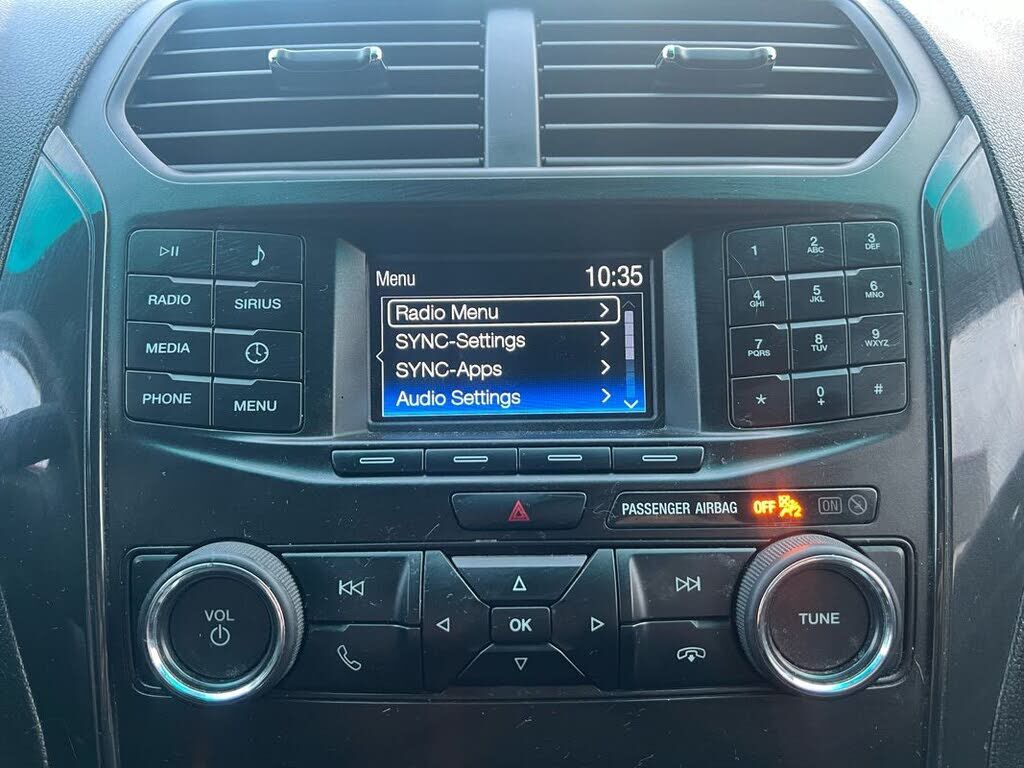 Menu 10:35
Radio Menu
SYNC-Settings
SYNC-Apps
Audio Settings
RADIO
SIRIUS
MEDIA
PHONE
MENU
1
2
ABC
3
DEF
4
GHI
5
JKL
6
MNO
7
PQRS
8
TUV
9
WXYZ
*
0
+
#
PASSENGER AIRBAG OFF 2 ON
VOL
OK
TUNE